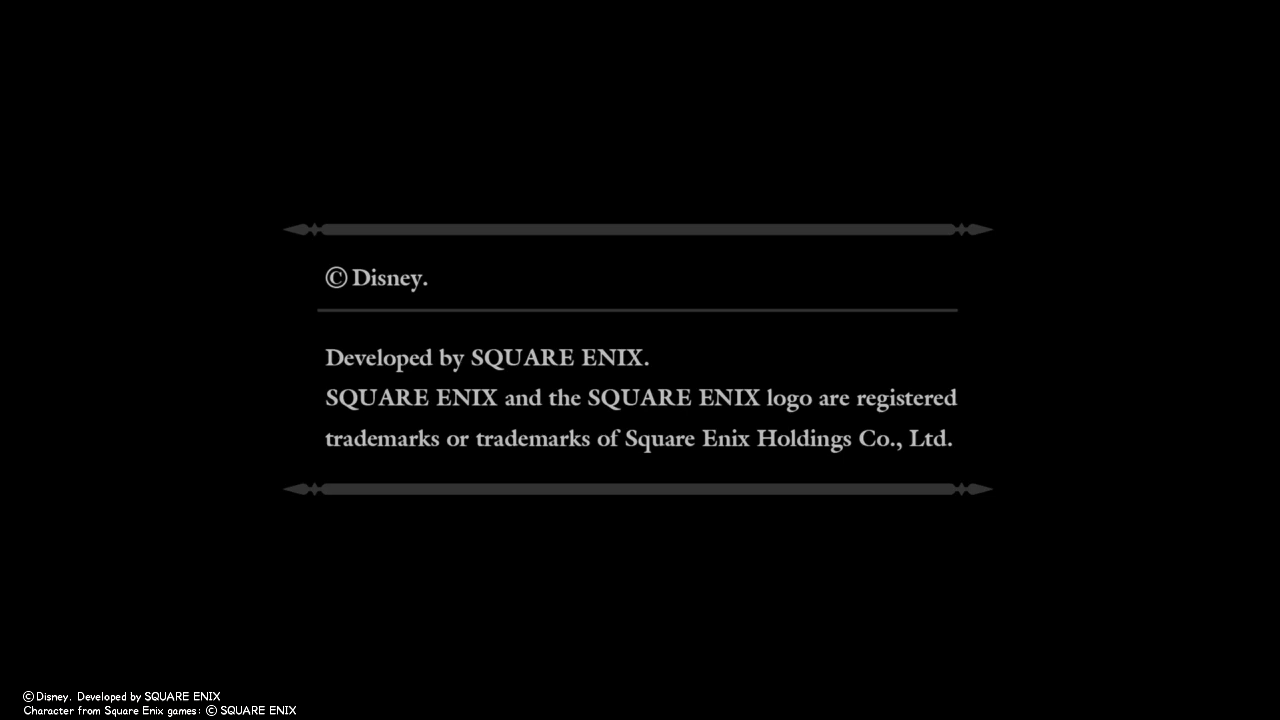 © Disney.
Developed by SQUARE ENIX.
SQUARE ENIX and the SQUARE ENIX logo are registered
trademarks or trademarks of Square Enix Holdings Co., Ltd.
© Disney. Developed by SQUARE ENIX
Character from Square Enix games: © SQUARE ENIX